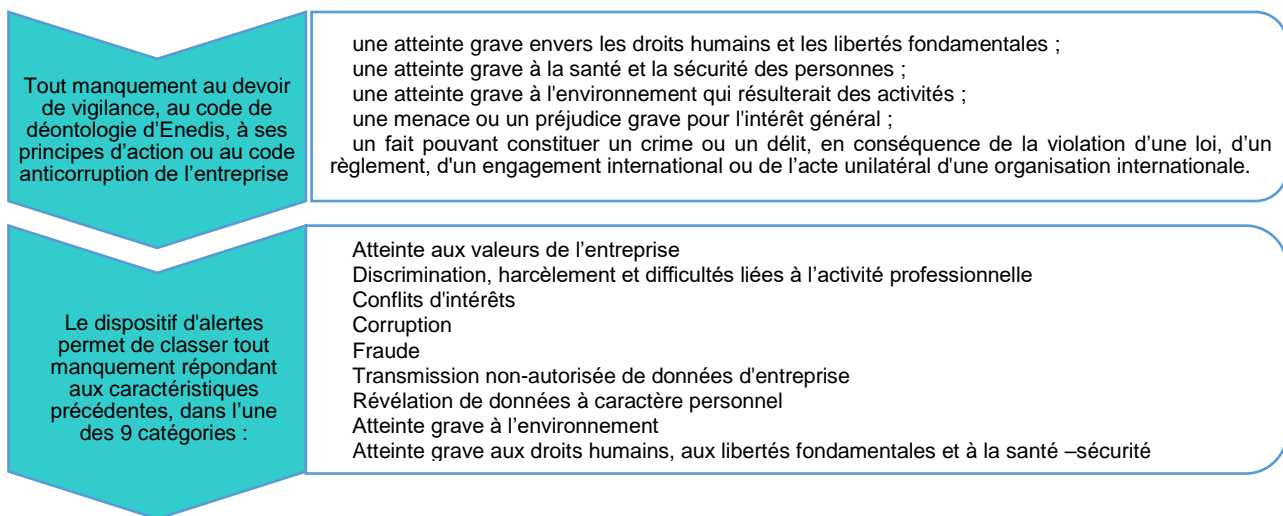 Tout manquement au devoir
de vigilance, au code de
déontologie d'Enedis, à ses
principes d'action ou au code
anticorruption de l’entreprise
une atteinte grave envers les droits humains et les libertés fondamentales ;
une atteinte grave à la santé et la sécurité des personnes ;
une atteinte grave à l'environnement qui résulterait des activités ;
une menace ou un préjudice grave pour l'intérêt général ;
un fait pouvant constituer un crime ou un délit, en conséquence de la violation d’une loi, d’un
règlement, d'un engagement international ou de l’acte unilatéral d'une organisation internationale.
Le dispositif d'alertes
permet de classer tout
manquement répondant
aux caractéristiques
précédentes, dans l’une
des 9 catégories :
Atteinte aux valeurs de l’entreprise
Discrimination, harcèlement et difficultés liées à l’activité professionnelle
Conflits d'intérêts
Corruption
Fraude
Transmission non-autorisée de données d'entreprise
Révélation de données à caractère personnel
Atteinte grave à l’environnement
Atteinte grave aux droits humains, aux libertés fondamentales et à la santé –sécurité